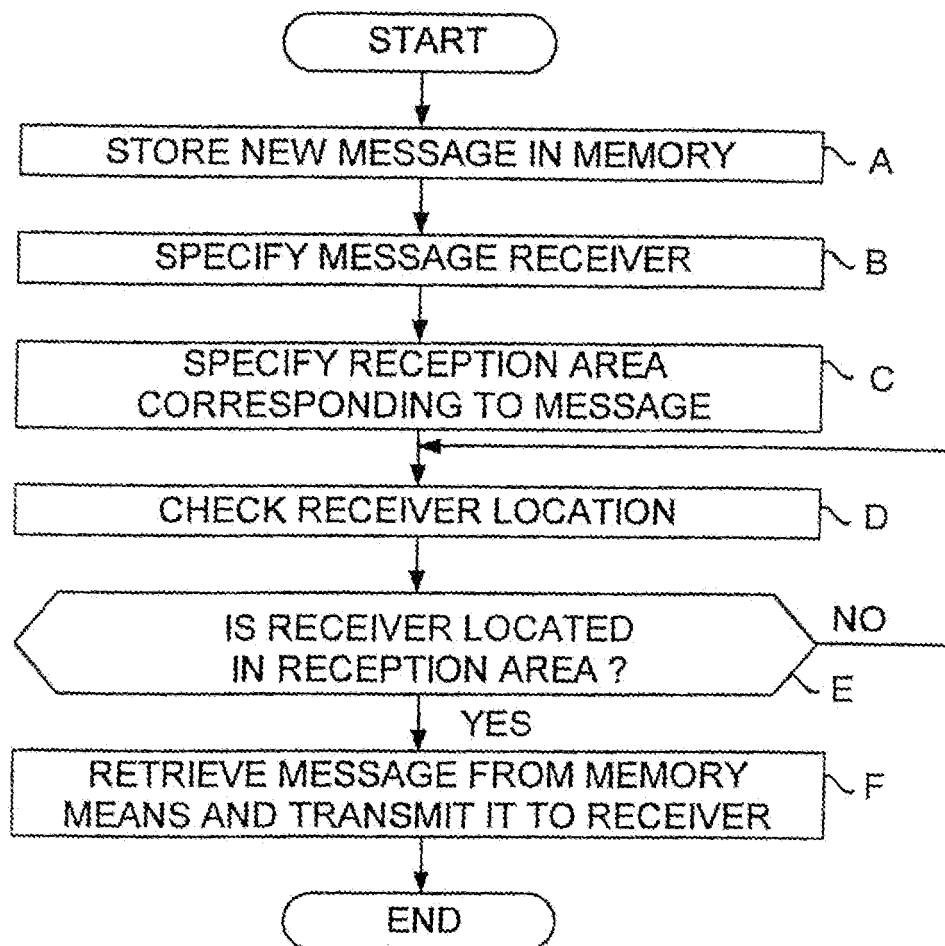 START
STORE NEW MESSAGE IN MEMORY
A
SPECIFY MESSAGE RECEIVER
B
SPECIFY RECEPTION AREA
CORRESPONDING TO MESSAGE
C
CHECK RECEIVER LOCATION
D
IS RECEIVER LOCATED
IN RECEPTION AREA ?
NO
E
YES
RETRIEVE MESSAGE FROM MEMORY
MEANS AND TRANSMIT IT TO RECEIVER
F
END